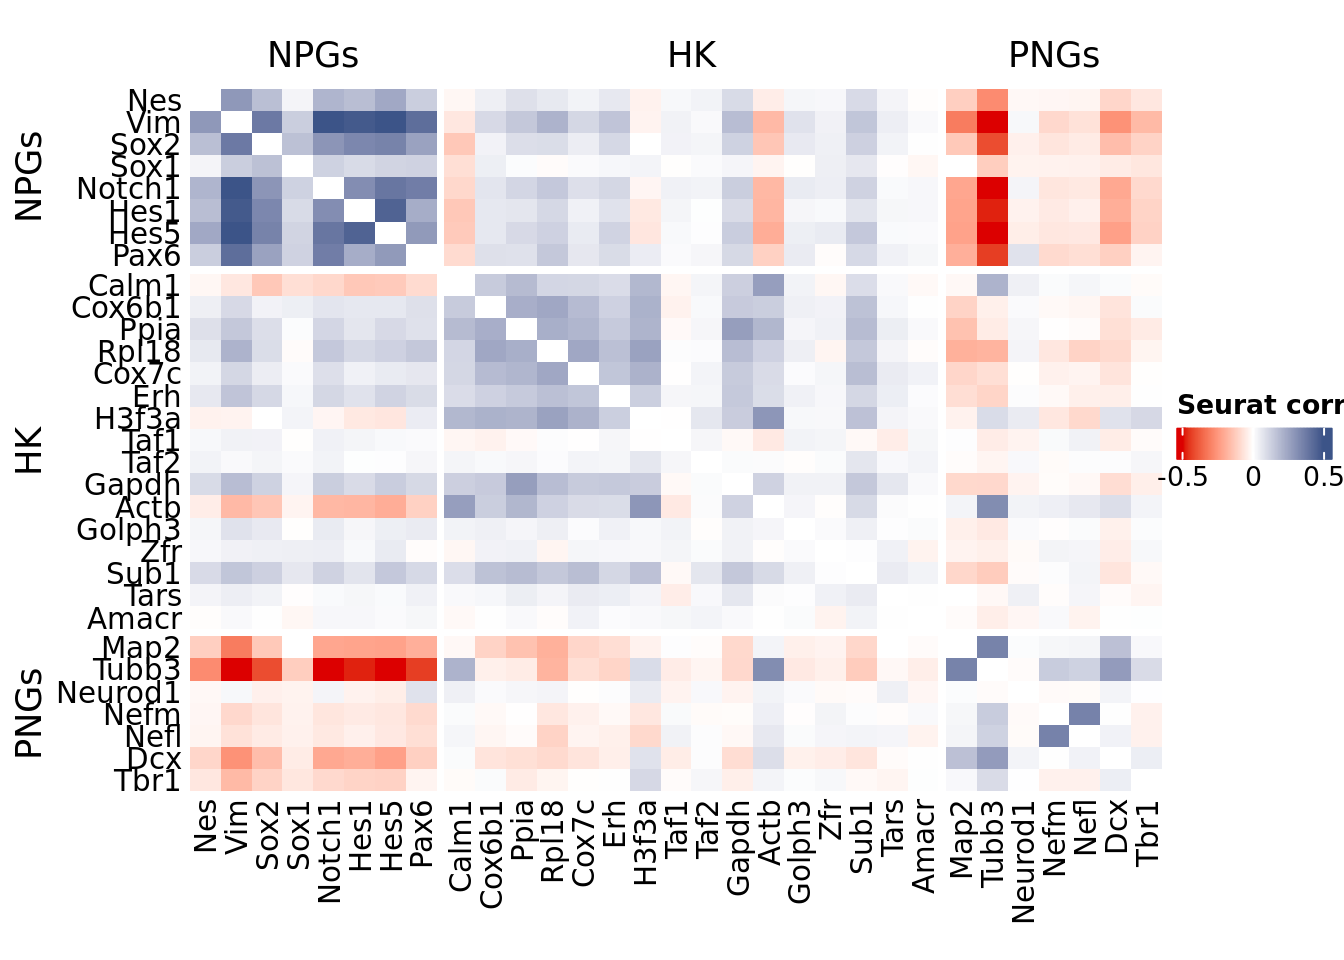 NPGs HK PNGs
NPGs
HK
PNGs
Nes
Vim
Sox2
Sox1
Notch1
Hes1
Hes5
Pax6
Calm1
Cox6b1
Ppia
Rpl18
Cox7c
Erh
H3f3a
Taf1
Taf2
Gapdh
Actb
Golph3
Zfr
Sub1
Tars
Amacr
Map2
Tubb3
Neurod1
Nefm
Nefl
Dcx
Tbr1
Nes Vim Sox2 Sox1 Notch1 Hes1 Hes5 Pax6 Calm1 Cox6b1 Ppia Rpl18 Cox7c Erh H3f3a Taf1 Taf2 Gapdh Actb Golph3 Zfr Sub1 Tars Amacr Map2 Tubb3 Neurod1 Nefm Nefl Dcx Tbr1
Seurat corr
-0.5 0 0.5